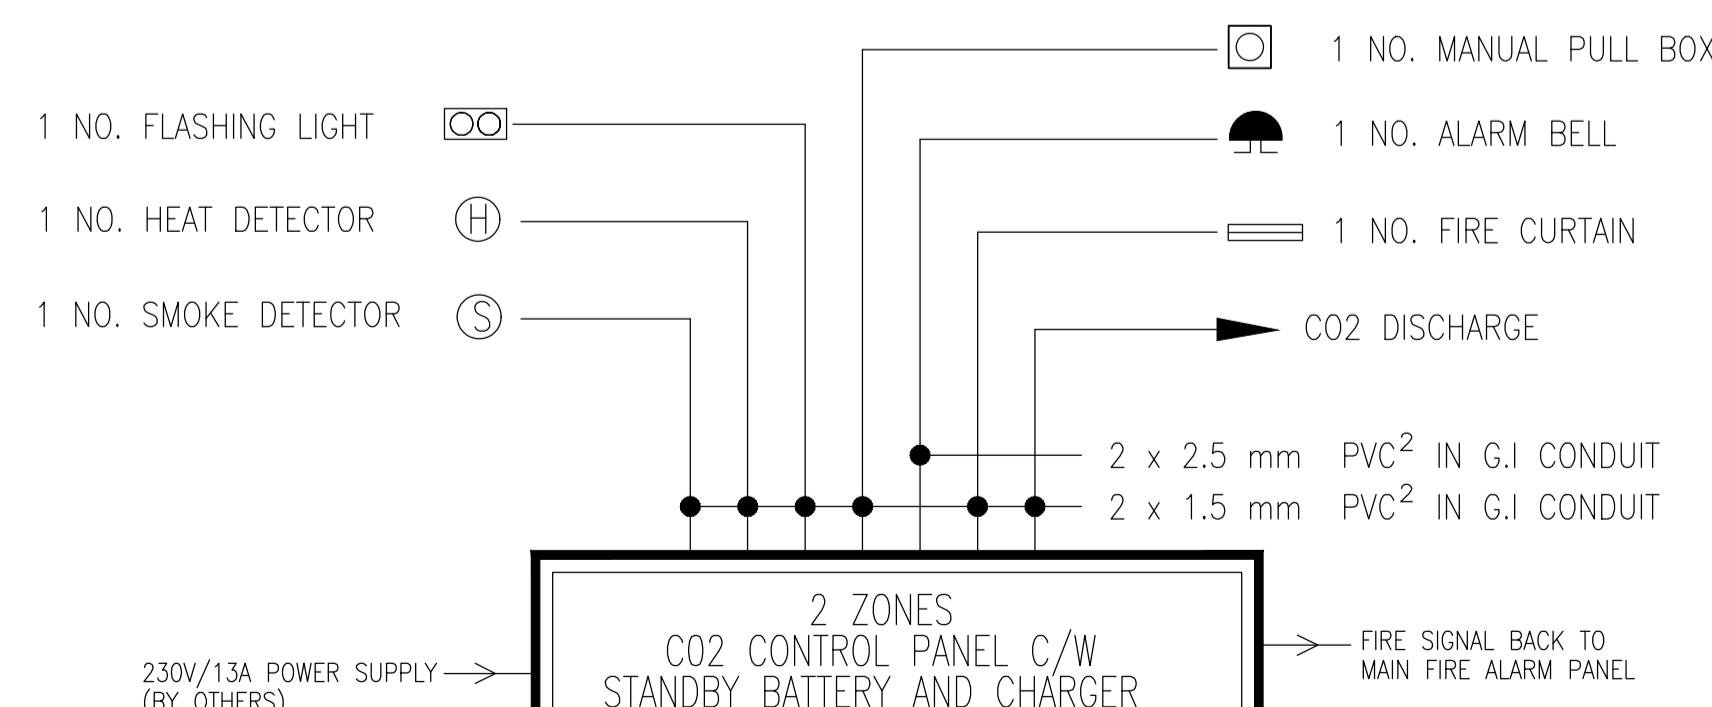 1 NO. MANUAL PULL BOX
1 NO. FLASHING LIGHT
1 NO. ALARM BELL
1 NO. HEAT DETECTOR
H
1 NO. FIRE CURTAIN
1 NO. SMOKE DETECTOR
S
CO2 DISCHARGE
2 x 2.5 mm PVC² IN G.I CONDUIT
2 x 1.5 mm PVC² IN G.I CONDUIT
2 ZONES
CO2 CONTROL PANEL C/W
STANDBY BATTERY AND CHARGER
230V/13A POWER SUPPLY
(BY OTHERS)
FIRE SIGNAL BACK TO
MAIN FIRE ALARM PANEL